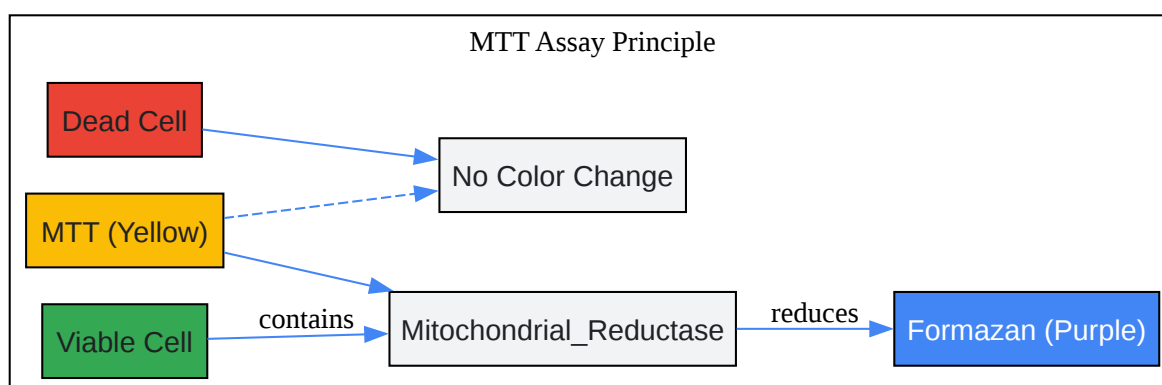 MTT Assay Principle
Dead Cell
No Color Change
MTT (Yellow)
Viable Cell
contains
Mitochondrial_Reductase
reduces
Formazan (Purple)